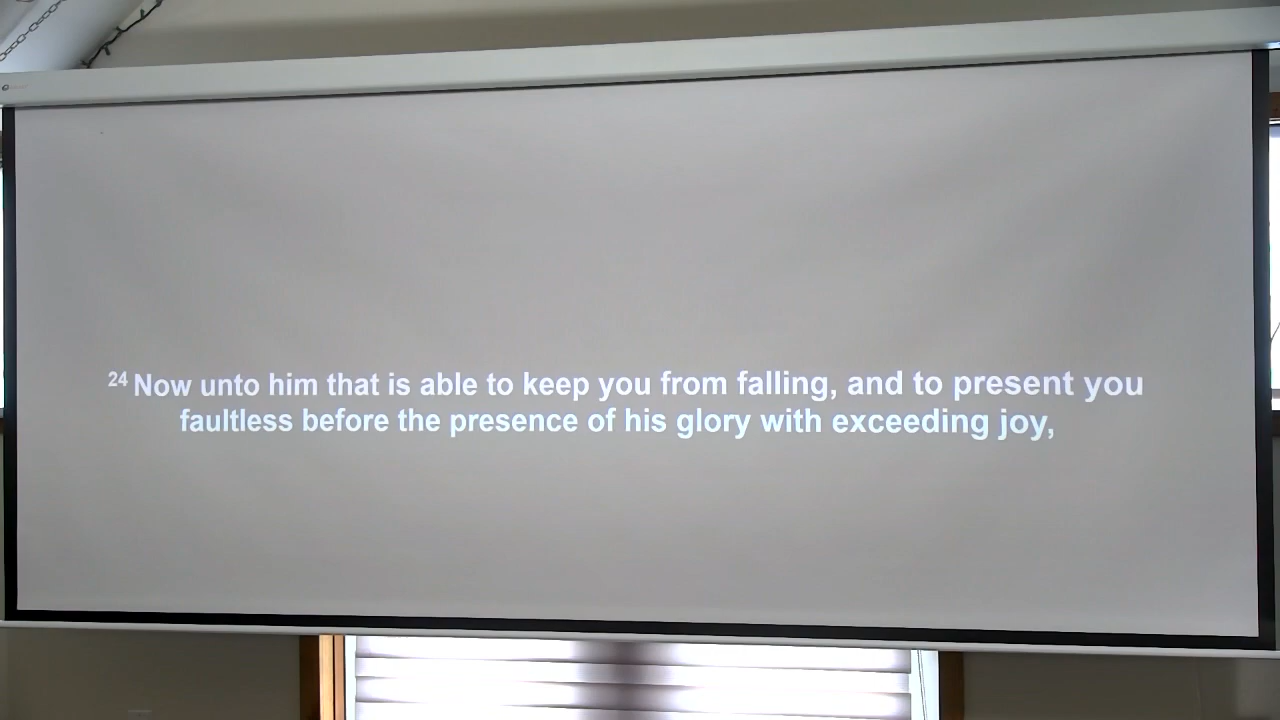 24 Now unto him that is able to keep you from falling, and to present you
faultless before the presence of his glory with exceeding joy,